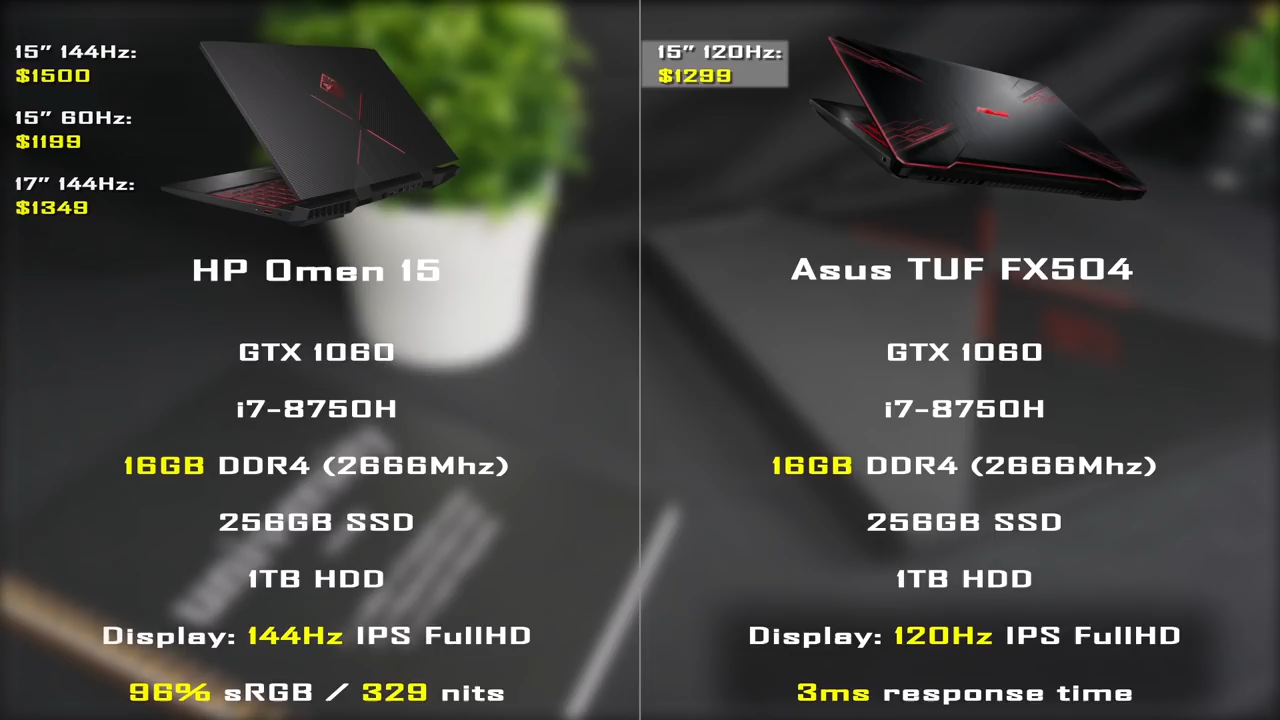 15" 144Hz:
$1500
15" 60Hz:
$1199
17" 144Hz:
$1349
HP Omen 15
GTX 1060
i7-8750H
16GB DDR4 (2666Mhz)
256GB SSD
1TB HDD
Display: 144Hz IPS FullHD
96% sRGB / 329 nits
15" 120Hz:
$1299
Asus TUF FX504
GTX 1060
i7-8750H
16GB DDR4 (2666Mhz)
256GB SSD
1TB HDD
Display: 120Hz IPS FullHD
3ms response time